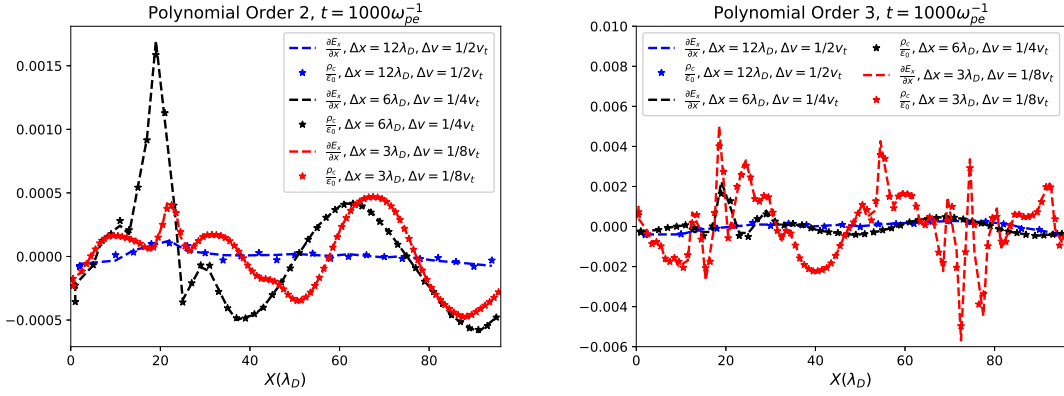 Polynomial Order 2, t = 1000ω_{pe}^{-1}
∂E_x/∂x, Δx = 12λ_D, Δv = 1/2v_t
ρ_c/ε_0, Δx = 12λ_D, Δv = 1/2v_t
∂E_x/∂x, Δx = 6λ_D, Δv = 1/4v_t
ρ_c/ε_0, Δx = 6λ_D, Δv = 1/4v_t
∂E_x/∂x, Δx = 3λ_D, Δv = 1/8v_t
ρ_c/ε_0, Δx = 3λ_D, Δv = 1/8v_t
0.0015
0.0010
0.0005
0.0000
−0.0005
0 20 40 60 80
X(λ_D)
Polynomial Order 3, t = 1000ω_{pe}^{-1}
∂E_x/∂x, Δx = 12λ_D, Δv = 1/2v_t ρ_c/ε_0, Δx = 6λ_D, Δv = 1/4v_t
ρ_c/ε_0, Δx = 12λ_D, Δv = 1/2v_t ∂E_x/∂x, Δx = 3λ_D, Δv = 1/8v_t
∂E_x/∂x, Δx = 6λ_D, Δv = 1/4v_t ρ_c/ε_0, Δx = 3λ_D, Δv = 1/8v_t
0.010
0.008
0.006
0.004
0.002
0.000
−0.002
−0.004
−0.006
0 20 40 60 80
X(λ_D)